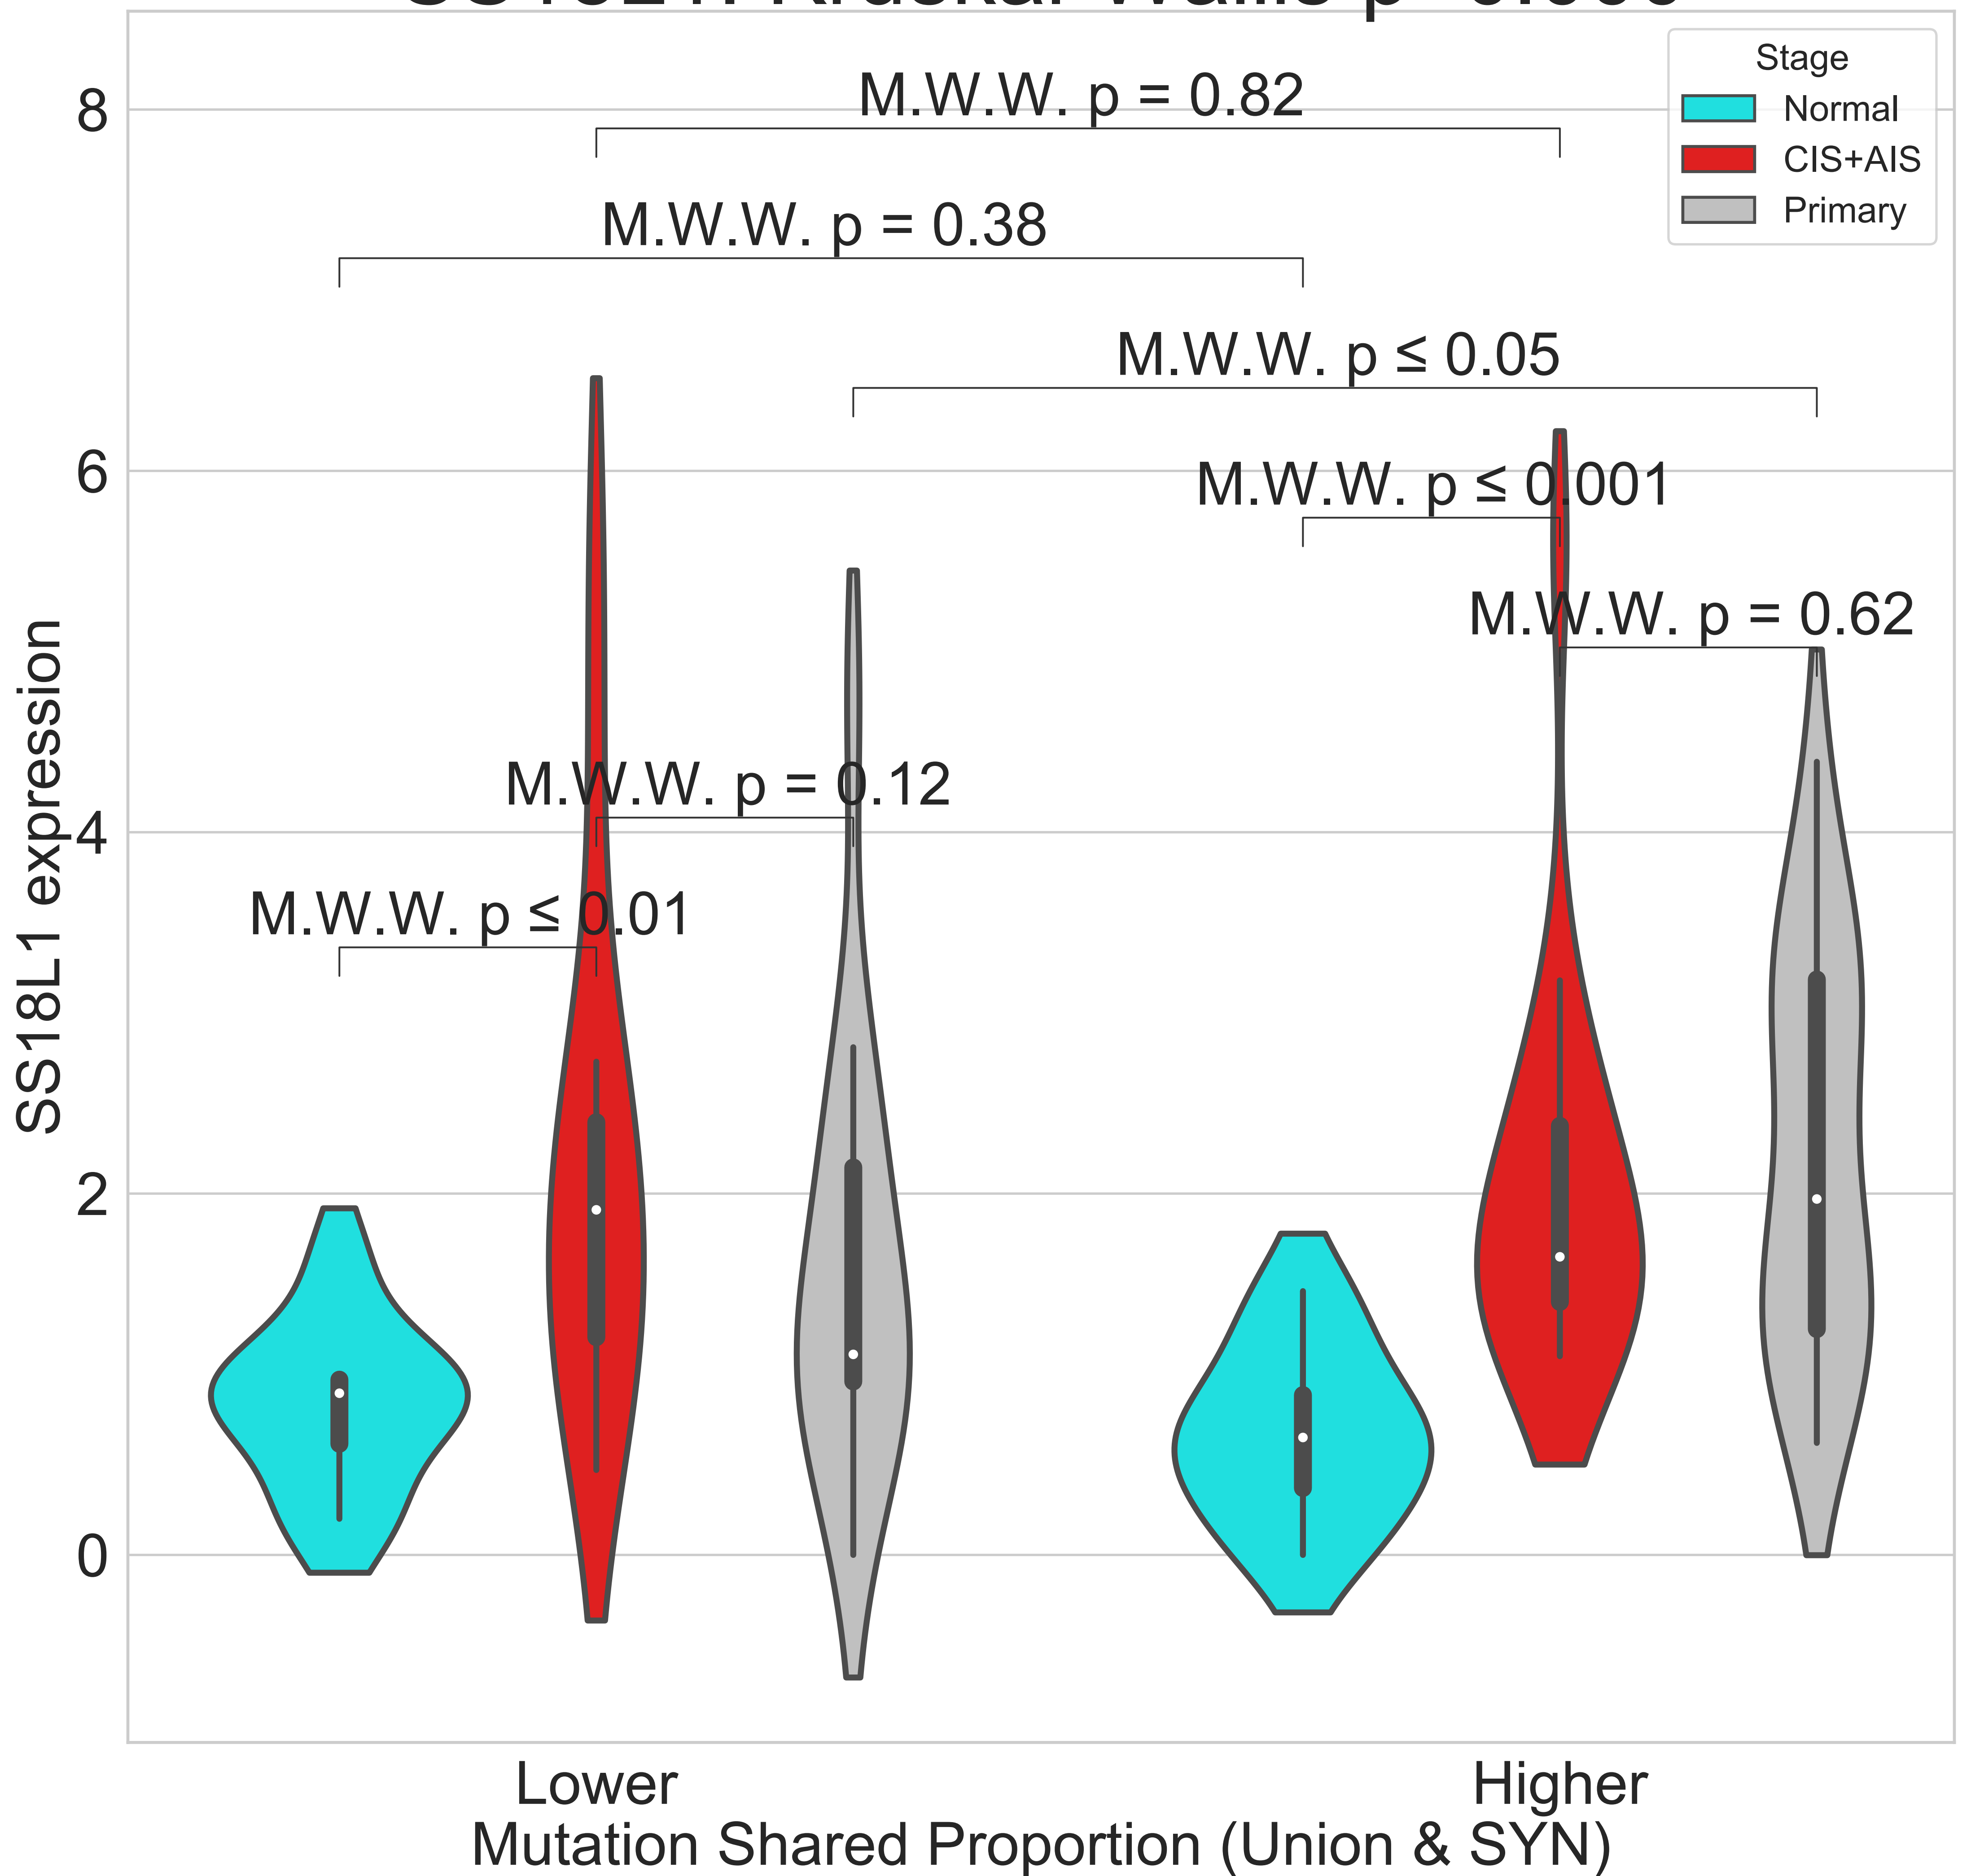 Stage
Normal
CIS+AIS
Primary
M.W.W. p = 0.82
M.W.W. p = 0.38
M.W.W. p ≤ 0.05
M.W.W. p ≤ 0.001
M.W.W. p = 0.62
M.W.W. p = 0.12
M.W.W. p ≤ 0.01
SS18L1 expression
8
6
4
2
0
Lower
Higher
Mutation Shared Proportion (Union & SYN)